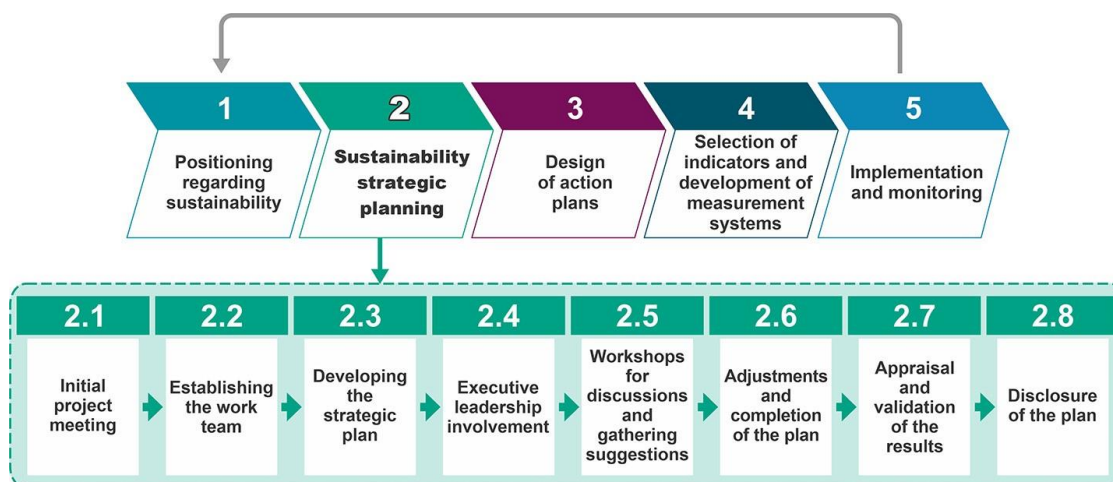 1
Positioning
regarding
sustainability
2
Sustainability
strategic
planning
3
Design
of action
plans
4
Selection of
indicators and
development of
measurement
systems
5
Implementation
and monitoring
2.1
Initial
project
meeting
2.2
Establishing
the work
team
2.3
Developing
the
strategic
plan
2.4
Executive
leadership
involvement
2.5
Workshops
for
discussions
and
gathering
suggestions
2.6
Adjustments
and
completion
of the plan
2.7
Appraisal
and
validation
of the
results
2.8
Disclosure
of the plan